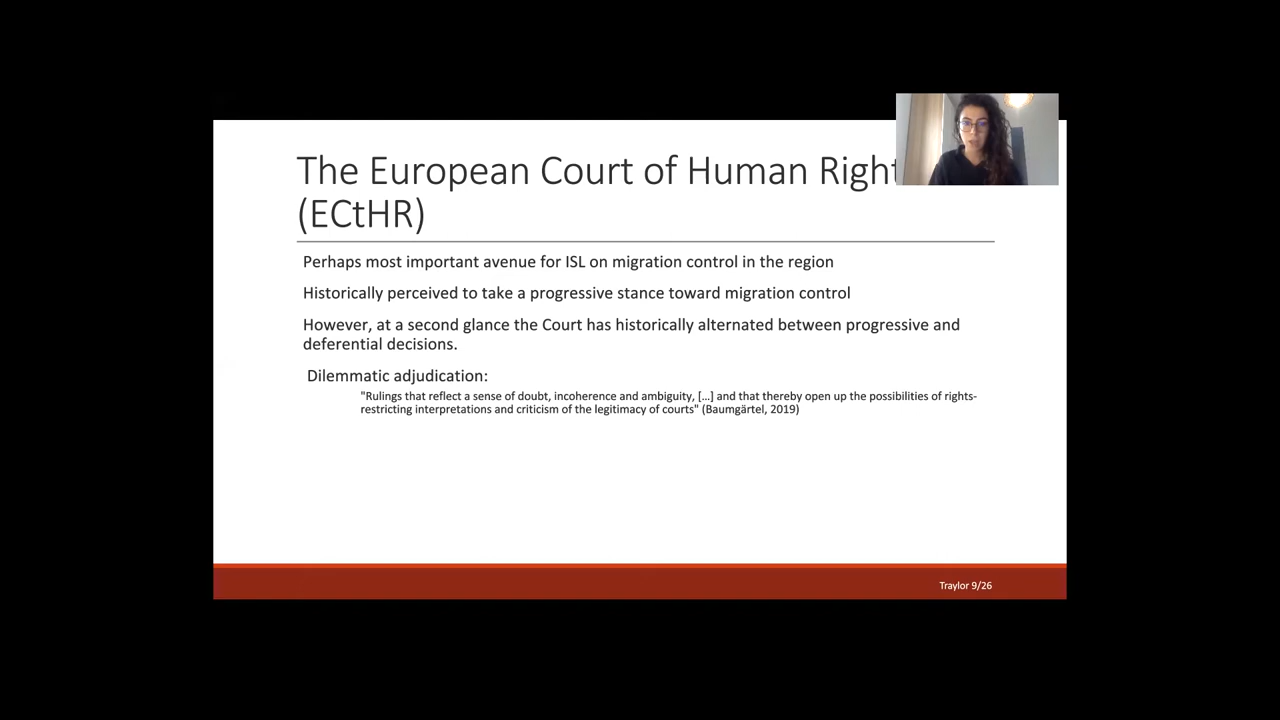 The European Court of Human Right
(ECtHR)
Perhaps most important avenue for ISL on migration control in the region
Historically perceived to take a progressive stance toward migration control
However, at a second glance the Court has historically alternated between progressive and
deferential decisions.
Dilemmatic adjudication:
"Rulings that reflect a sense of doubt, incoherence and ambiguity, […] and that thereby open up the possibilities of rights-
restricting interpretations and criticism of the legitimacy of courts" (Baumgärtel, 2019)
Traylor 9/26